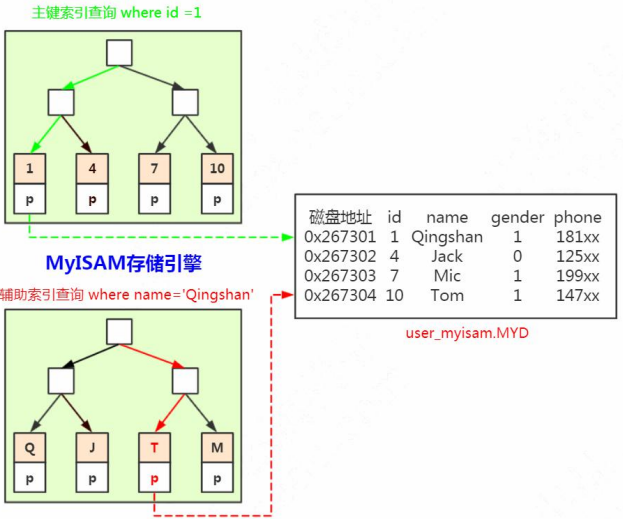 主键索引查询 where id =1
1 4 7 10
p p p p
MyISAM存储引擎
辅助索引查询 where name='Qingshan'
Q J T M
p p p p
磁盘地址 id name gender phone
0x267301 1 Qingshan 1 181xx
0x267302 4 Jack 0 125xx
0x267303 7 Mic 1 199xx
0x267304 10 Tom 1 147xx
user_myisam.MYD